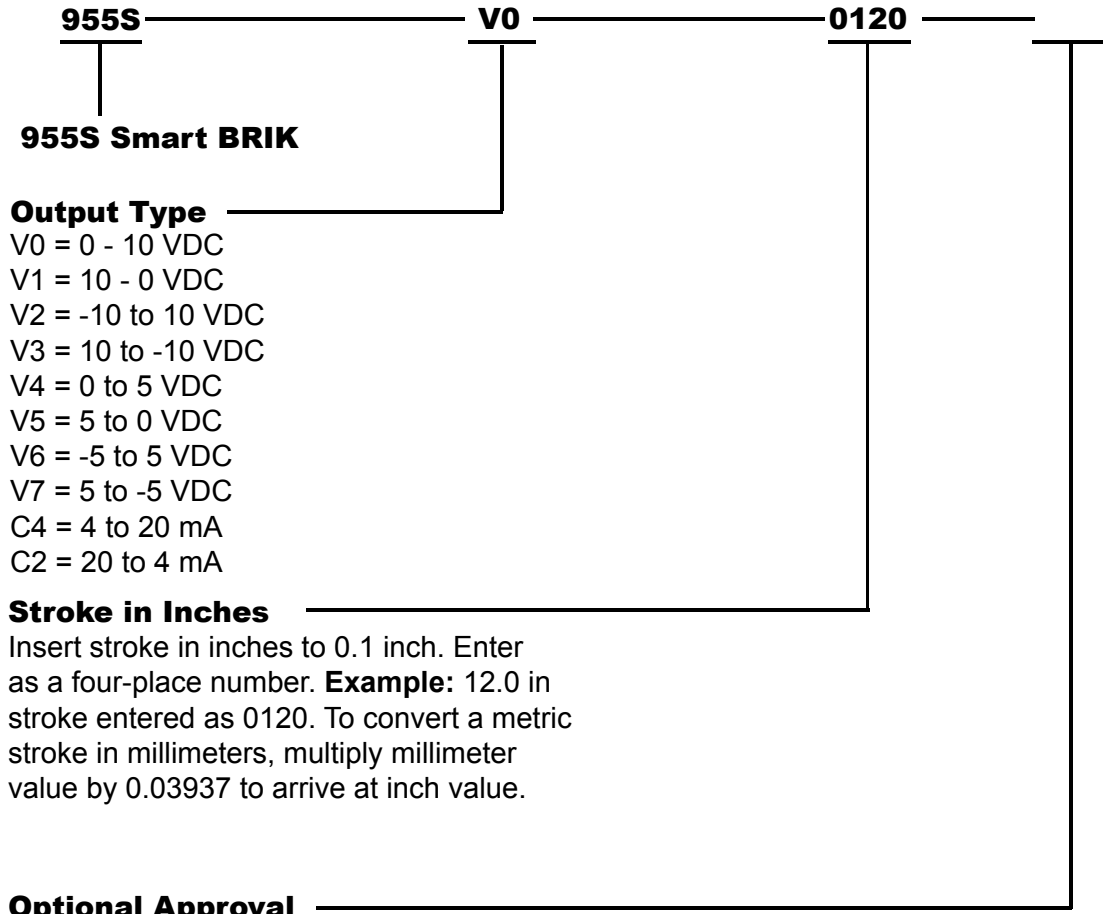 955S V0 0120
955S Smart BRIK
Output Type
V0 = 0 - 10 VDC
V1 = 10 - 0 VDC
V2 = -10 to 10 VDC
V3 = 10 to -10 VDC
V4 = 0 to 5 VDC
V5 = 5 to 0 VDC
V6 = -5 to 5 VDC
V7 = 5 to -5 VDC
C4 = 4 to 20 mA
C2 = 20 to 4 mA
Stroke in Inches
Insert stroke in inches to 0.1 inch. Enter
as a four-place number. Example: 12.0 in
stroke entered as 0120. To convert a metric
stroke in millimeters, multiply millimeter
value by 0.03937 to arrive at inch value.
Optional Approval